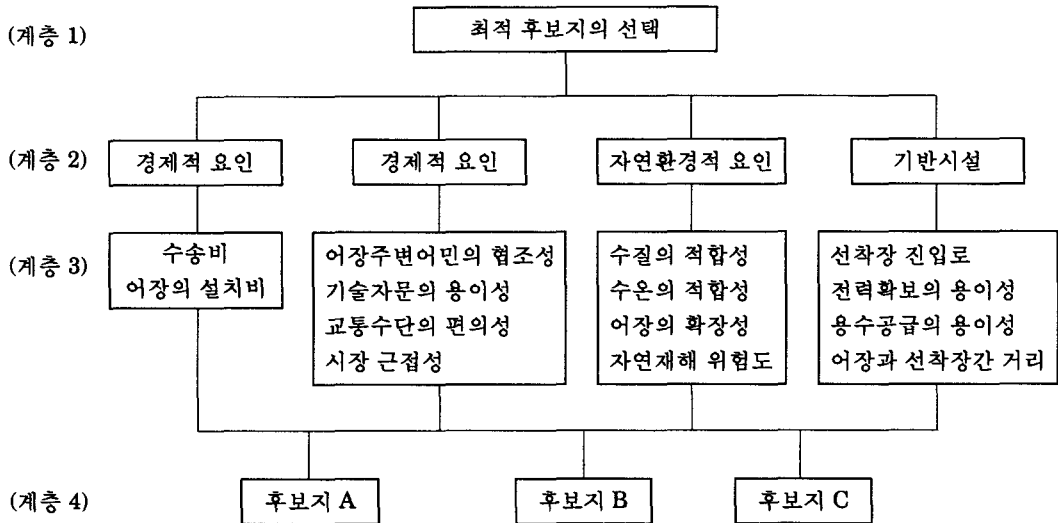 (계층 1)
최적 후보지의 선택
(계층 2)
경제적 요인
경제적 요인
자연환경적 요인
기반시설
(계층 3)
수송비
어장의 설치비
어장주변어민의 협조성
기술자문의 용이성
교통수단의 편의성
시장 근접성
수질의 적합성
수온의 적합성
어장의 확장성
자연재해 위험도
선착장 진입로
전력확보의 용이성
용수공급의 용이성
어장과 선착장간 거리
(계층 4)
후보지 A
후보지 B
후보지 C